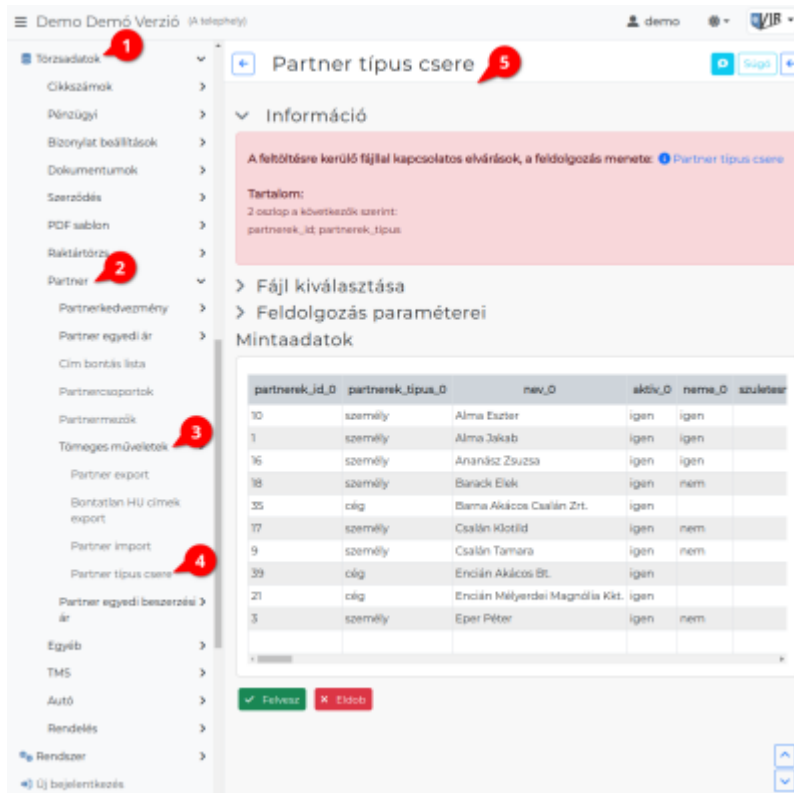 Demo Demó Verzió (A telephely)
demo
VIR
1
Törzsadatok
Cikkszámok
Pénzügyi
Bizonylat beállítások
Dokumentumok
Szerződés
PDF sablon
Raktártörzs
2
Partner
Partnerkedvezmény
Partner egyedi ár
Cím bontás lista
Partnercsoportok
Partnermezők
3
Tömeges műveletek
Partner export
Bontatlan HU címek
export
Partner import
4
Partner típus csere
Partner egyedi beszerzési
ár
Egyéb
TMS
Autó
Rendelés
Rendszer
Új bejelentkezés
Partner típus csere
5
Súgó
Információ
A feltöltésre kerülő fájllal kapcsolatos elvárások, a feldolgozás menete: Partner típus csere
Tartalom:
2 oszlop a következők szerint:
partnerek_id; partnerek_tipus
Fájl kiválasztása
Feldolgozás paraméterei
Mintaadatok
partnerek_id_0 partnerek_tipus_0 nev_0 aktiv_0 neme_0 szuletesr
10 személy Alma Eszter igen igen
1 személy Alma Jakab igen igen
16 személy Ananász Zsuzsa igen igen
18 személy Barack Elek igen nem
35 cég Barna Akácos Csalán Zrt. igen
17 személy Csalán Klotild igen nem
9 személy Csalán Tamara igen nem
39 cég Encián Akácos Bt. igen
21 cég Encián Mélyerdei Magnólia Kkt. igen
3 személy Eper Péter igen nem
Felvesz
Eldob